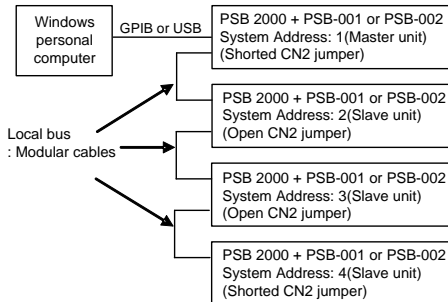 Windows
personal
computer
GPIB or USB
PSB 2000 + PSB-001 or PSB-002
System Address: 1(Master unit)
(Shorted CN2 jumper)
PSB 2000 + PSB-001 or PSB-002
System Address: 2(Slave unit)
(Open CN2 jumper)
Local bus
: Modular cables
PSB 2000 + PSB-001 or PSB-002
System Address: 3(Slave unit)
(Open CN2 jumper)
PSB 2000 + PSB-001 or PSB-002
System Address: 4(Slave unit)
(Shorted CN2 jumper)